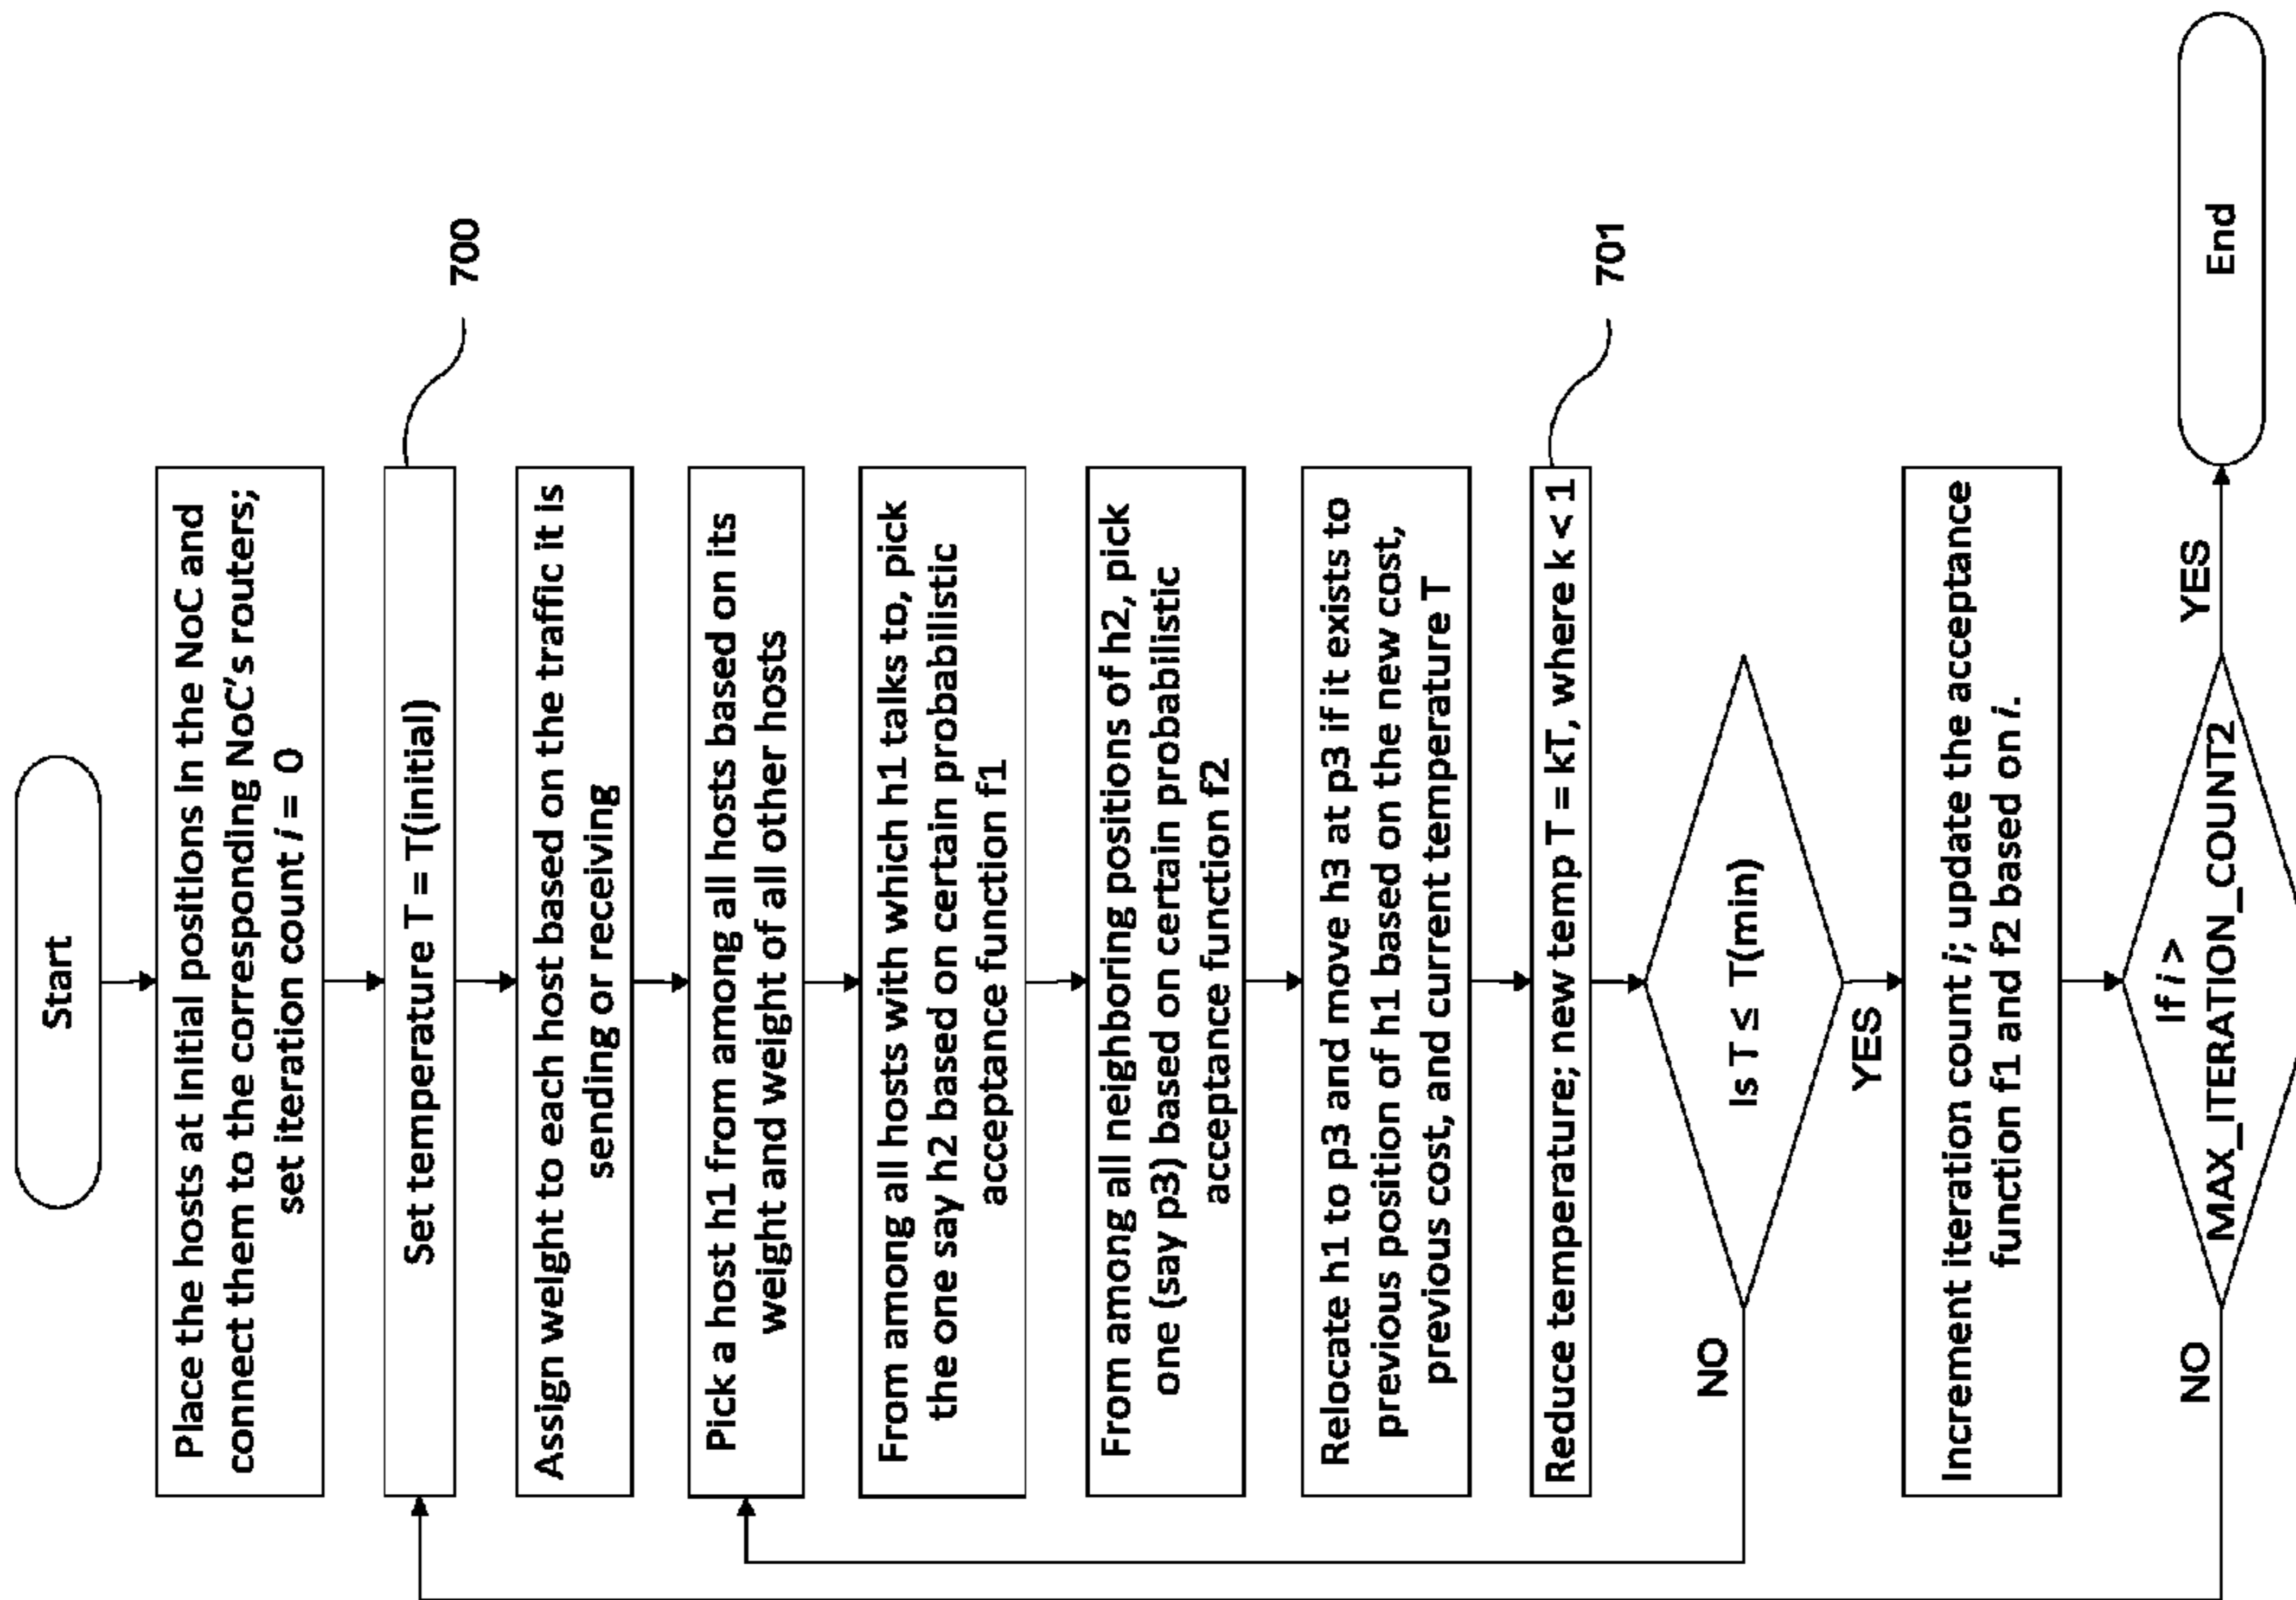 Start
Place the hosts at initial positions in the NoC and
connect them to the corresponding NoC's routers;
set iteration count i = 0
Set temperature T = T(initial)
700
Assign weight to each host based on the traffic it is
sending or receiving
Pick a host h1 from among all hosts based on its
weight and weight of all other hosts
From among all hosts with which h1 talks to, pick
the one say h2 based on certain probabilistic
acceptance function f1
From among all neighboring positions of h2, pick
one (say p3) based on certain probabilistic
acceptance function f2
Relocate h1 to p3 and move h3 at p3 if it exists to
previous position of h1 based on the new cost,
previous cost, and current temperature T
Reduce temperature; new temp T = kT, where k < 1
701
Is T ≤ T(min)
NO
YES
Increment iteration count i; update the acceptance
function f1 and f2 based on i.
If i >
MAX_ITERATION_COUNT2
NO
YES
End